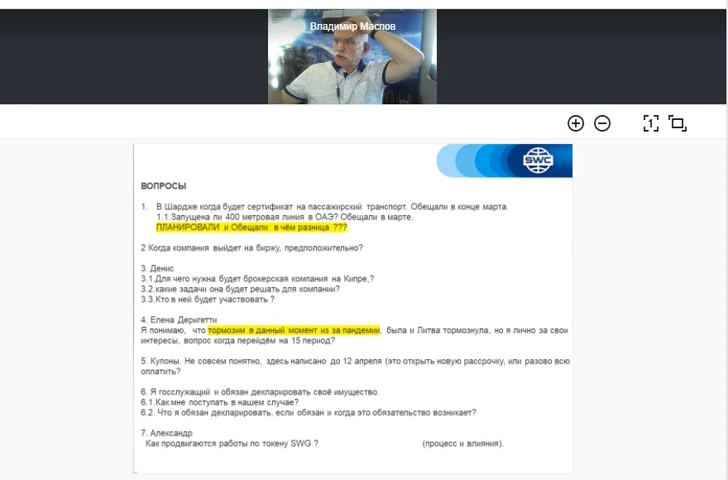 Владимир Маслов
SWC
ВОПРОСЫ
1. В Шардже когда будет сертификат на пассажирский транспорт. Обещали в конце марта.
1.1.Запущена ли 400 метровая линия в ОАЭ? Обещали в марте.
ПЛАНИРОВАЛИ и Обещали в чём разница ???
2 Когда компания выйдет на биржу, предположительно?
3. Денис
3.1.Для чего нужна будет брокерская компания на Кипре,?
3.2.какие задачи она будет решать для компании?
3.3.Кто в ней будет участвовать ?
4. Елена Деригетти
Я понимаю, что тормозим в данный момент из за пандемии, была и Литва тормознула, но я лично за свои
интересы, вопрос когда перейдём на 15 период?
5. Купоны. Не совсем понятно, здесь написано до 12 апреля (это открыть новую рассрочку, или разово всю
оплатить?
6. Я госслужащий и обязан декларировать своё имущество.
6.1.Как мне поступать в нашем случае?
6.2. Что я обязан декларировать, если обязан и когда это обязательство возникает?
7. Александр
Как продвигаются работы по токену SWG ? (процесс и влияния).